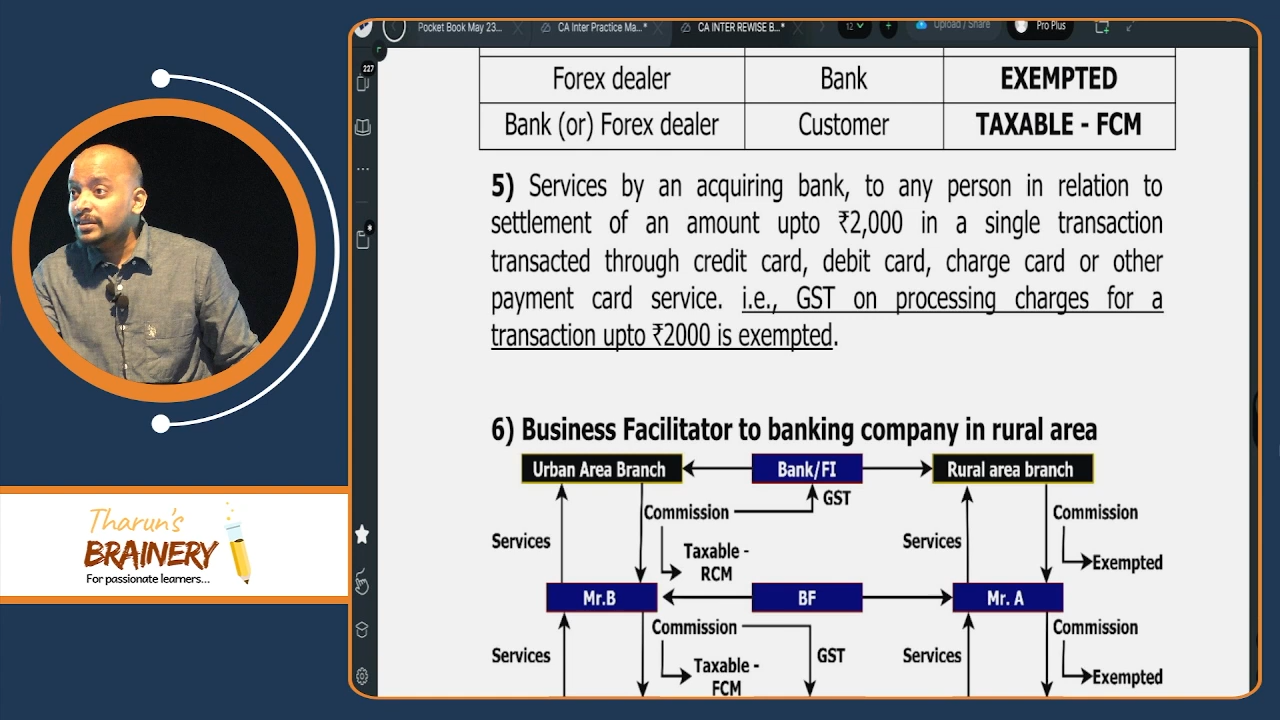 Pocket Book May 23...
CA Inter Practice Ma...*
CA INTER REWISE B...*
12
Upload / Share
Pro Plus
227
Forex dealer Bank EXEMPTED
Bank (or) Forex dealer Customer TAXABLE - FCM
5) Services by an acquiring bank, to any person in relation to
settlement of an amount upto ₹2,000 in a single transaction
transacted through credit card, debit card, charge card or other
payment card service. i.e., GST on processing charges for a
transaction upto ₹2000 is exempted.
6) Business Facilitator to banking company in rural area
Urban Area Branch Bank/FI Rural area branch
GST
Commission Commission
Services Services
Taxable -
RCM
Exempted
Mr.B BF Mr. A
Commission Commission
Services GST Services
Taxable -
FCM
Exempted
Tharun's
BRAINERY
For passionate learners...